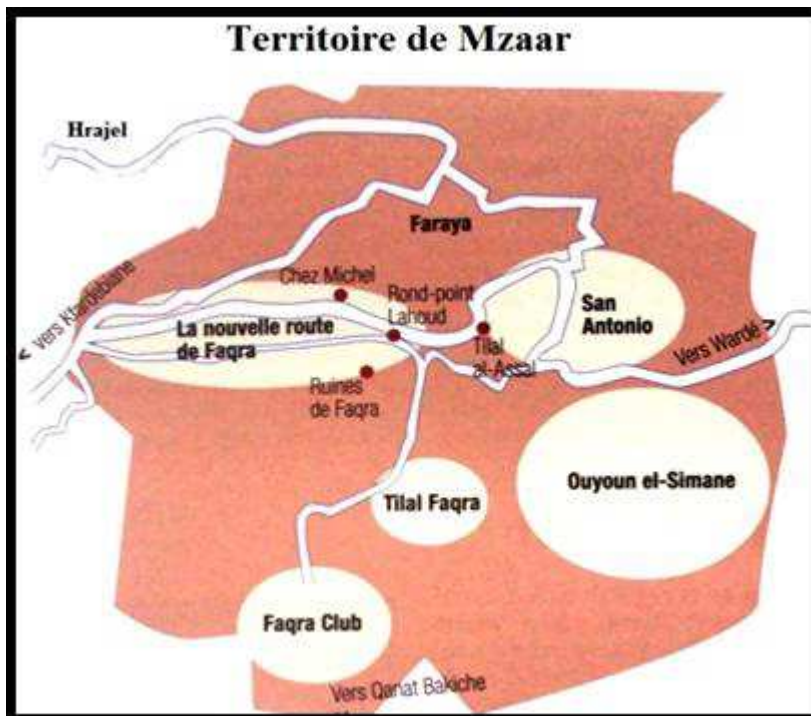 Territoire de Mzaar
Hrajel
Faraya
< Vers Kfardebiane
Chez Michel
Rond-point
Lahoud
San
Antonio
La nouvelle route
de Faqra
Tilal
el-Assal
Vers Wardé >
Ruines
de Faqra
Ouyoun el-Simane
Tilal Faqra
Faqra Club
Vers Qanat Bakiche